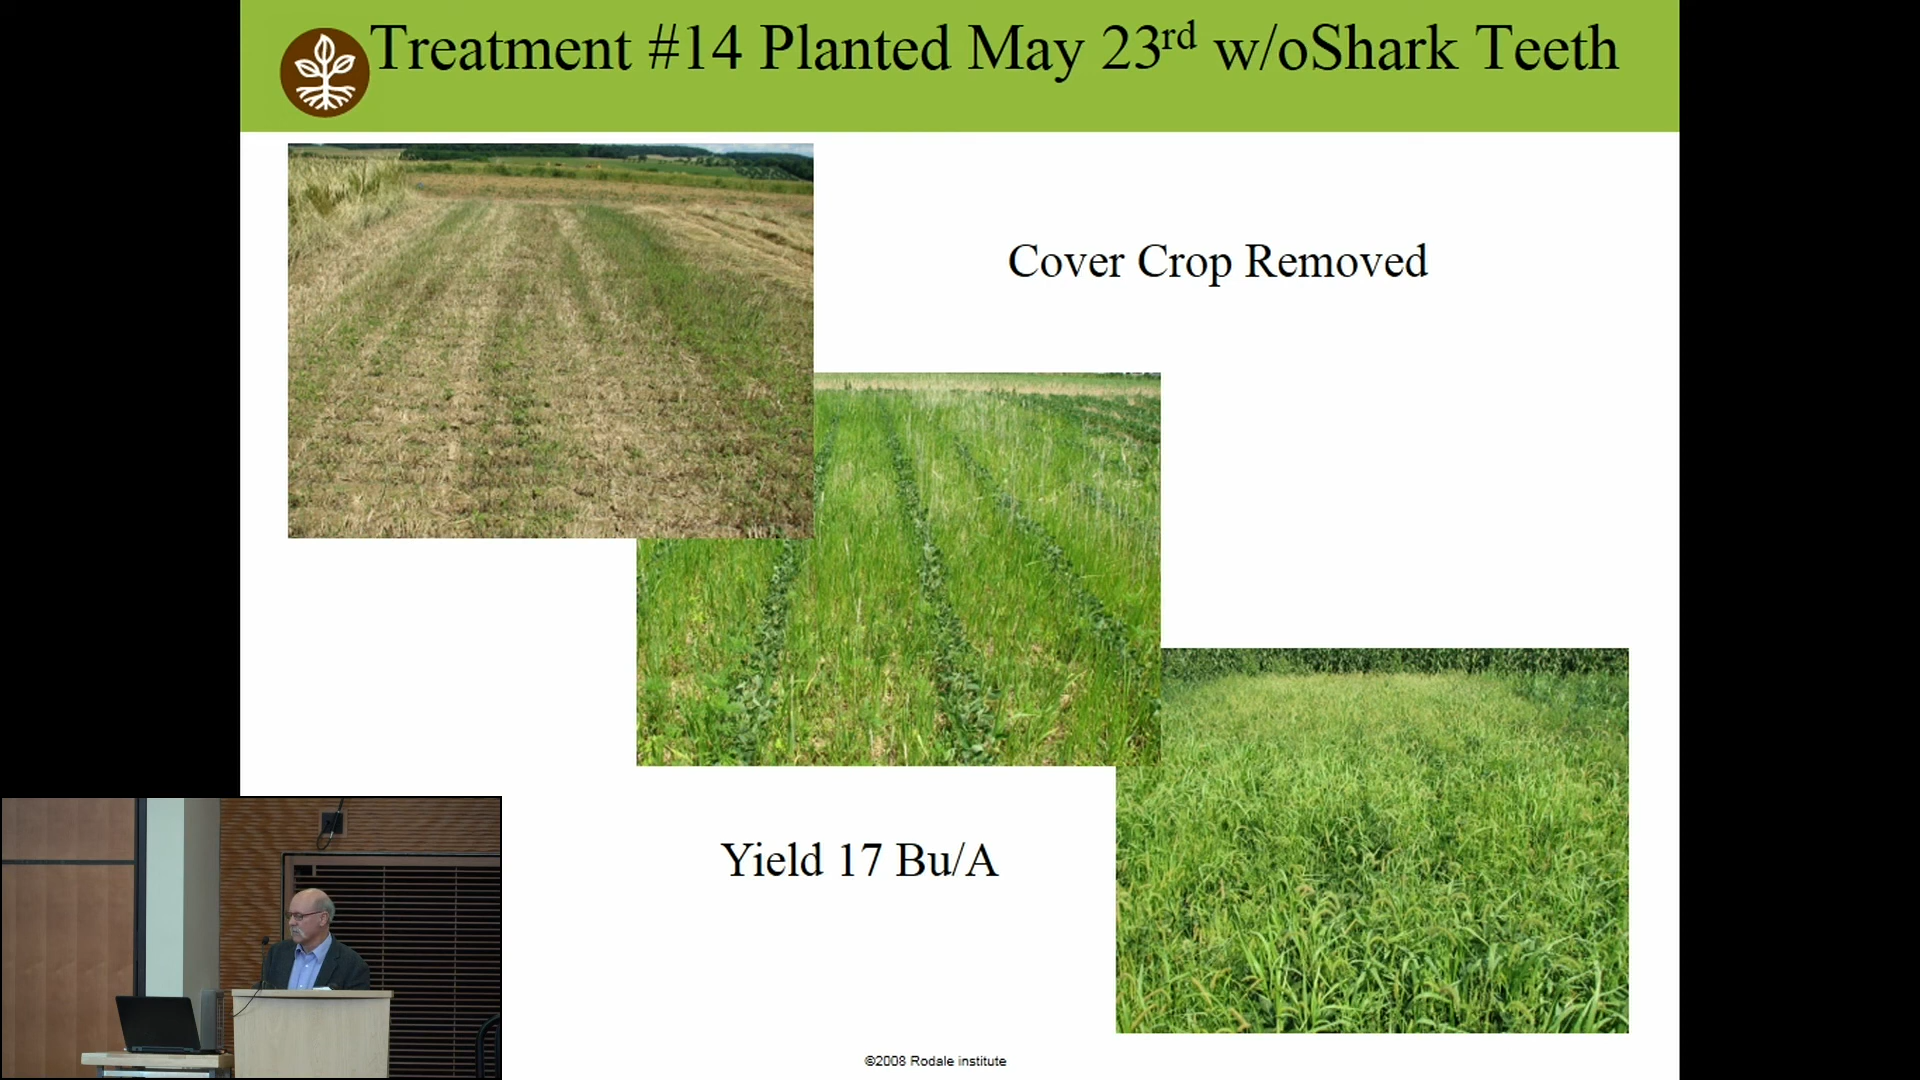 Treatment #14 Planted May 23rd w/oShark Teeth
Cover Crop Removed
Yield 17 Bu/A
©2008 Rodale institute